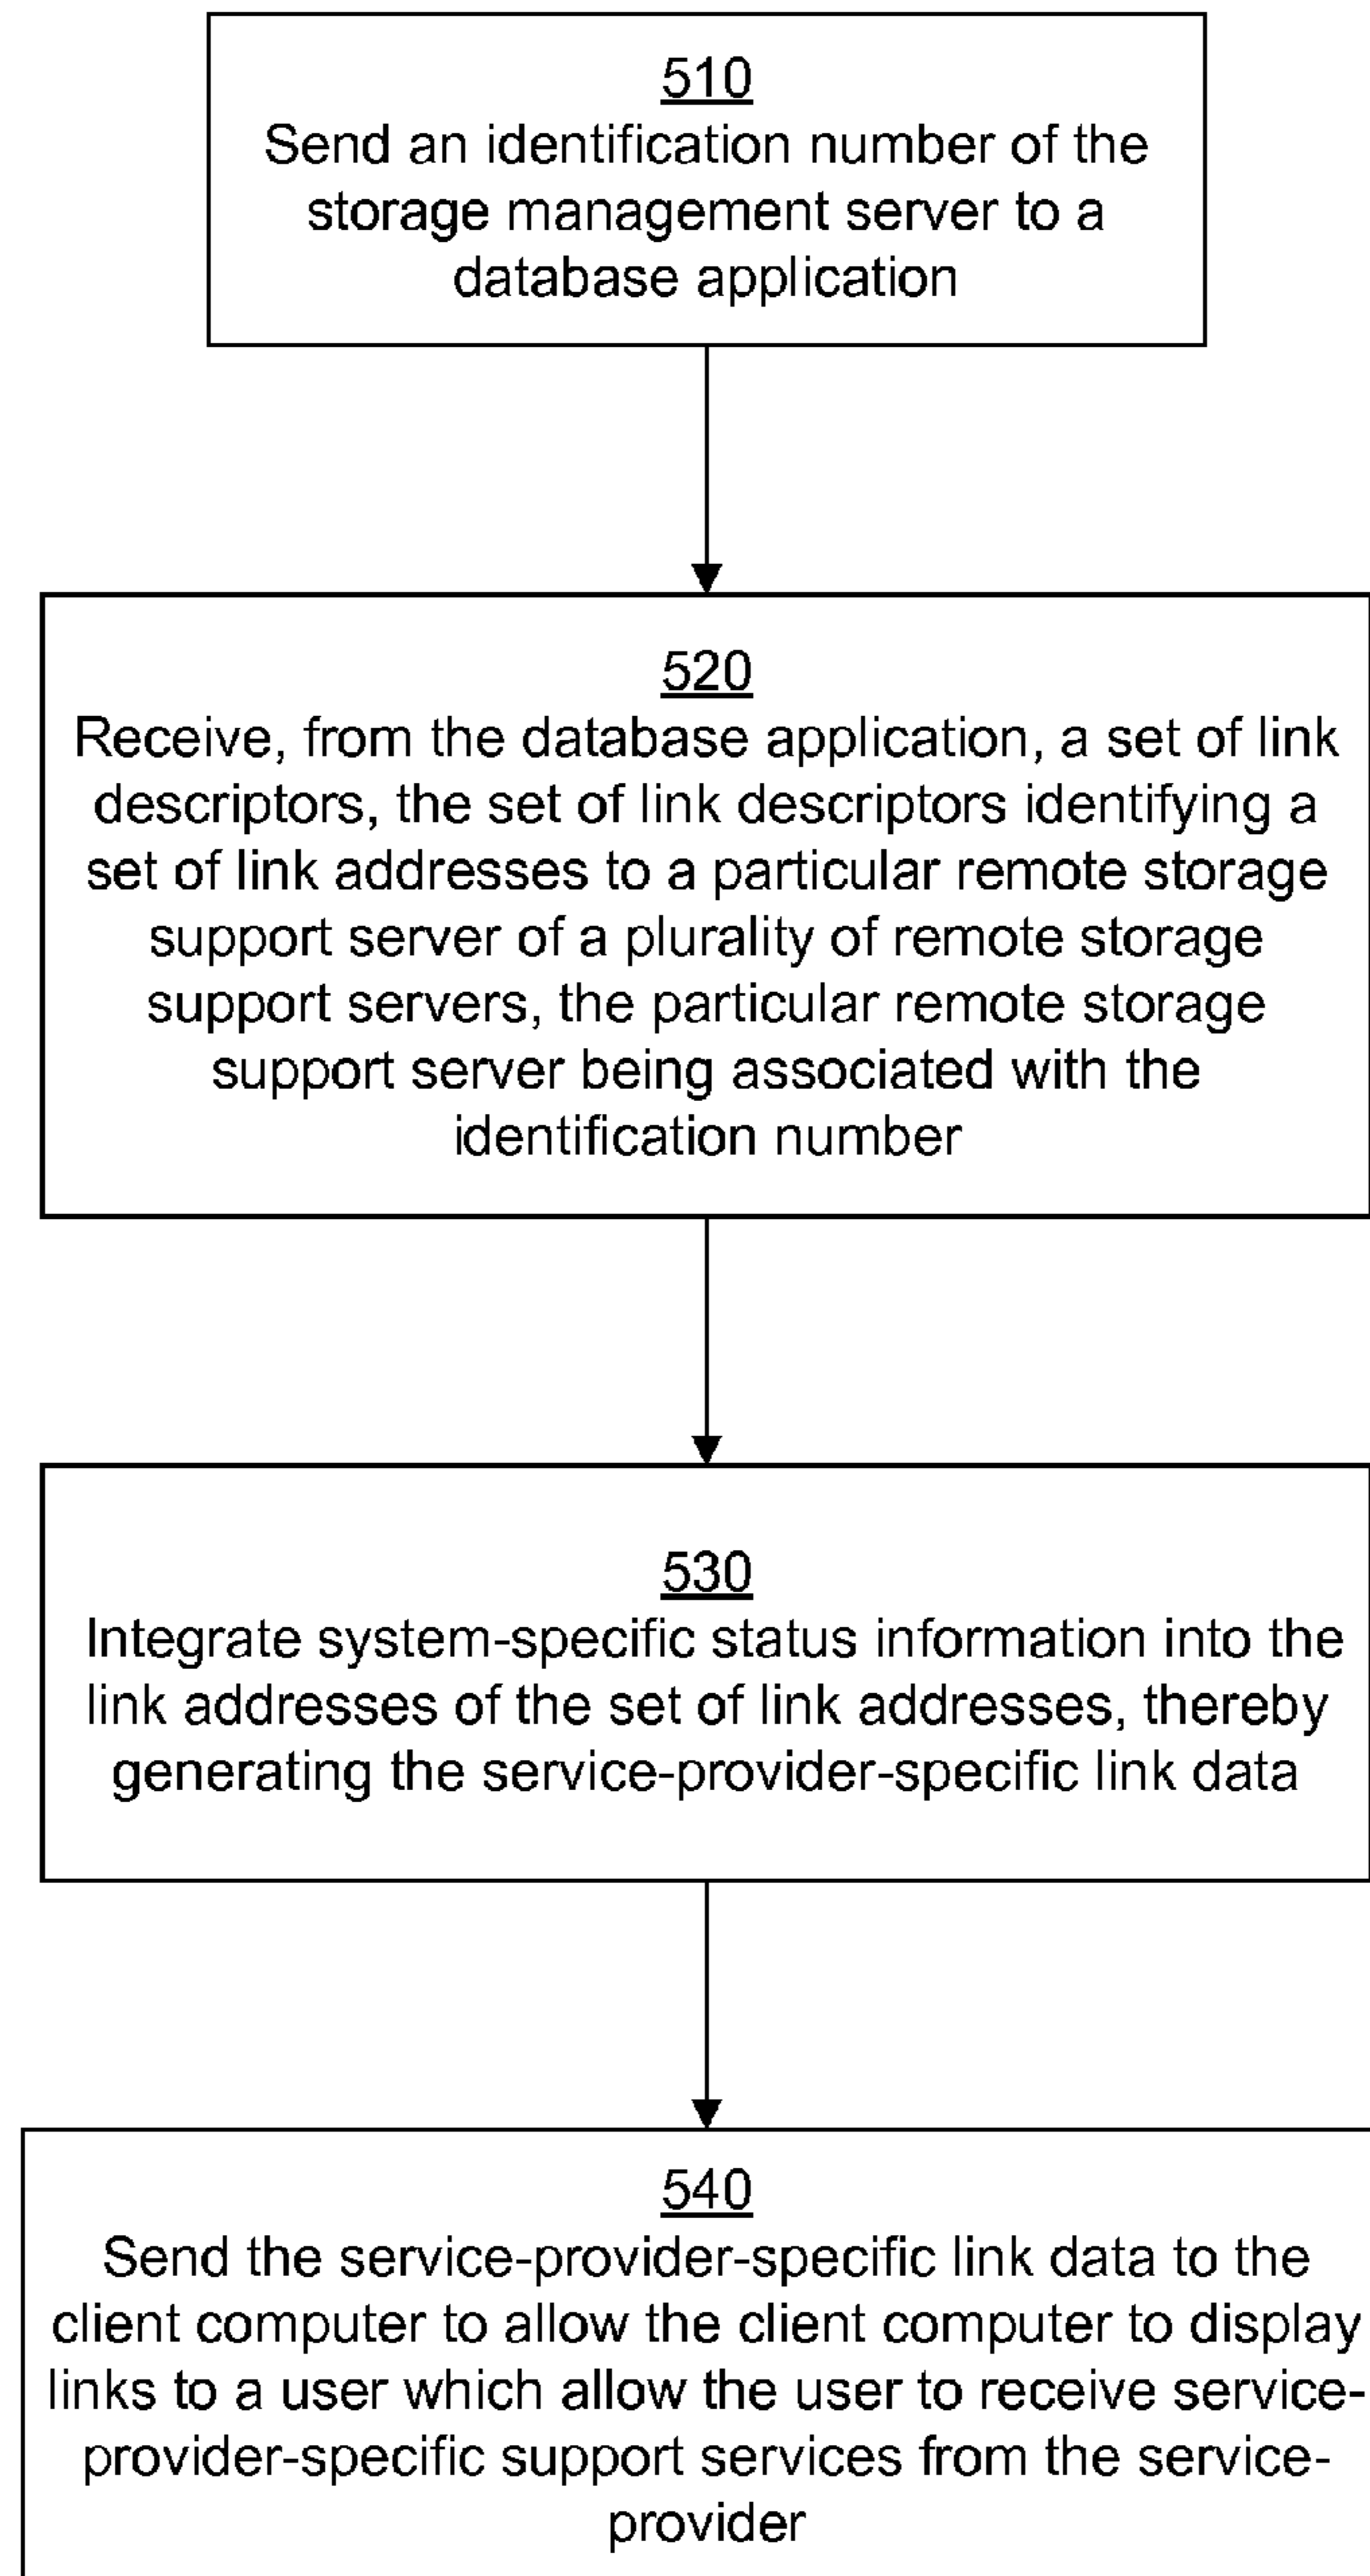 510
Send an identification number of the
storage management server to a
database application
520
Receive, from the database application, a set of link
descriptors, the set of link descriptors identifying a
set of link addresses to a particular remote storage
support server of a plurality of remote storage
support servers, the particular remote storage
support server being associated with the
identification number
530
Integrate system-specific status information into the
link addresses of the set of link addresses, thereby
generating the service-provider-specific link data
540
Send the service-provider-specific link data to the
client computer to allow the client computer to display
links to a user which allow the user to receive service-
provider-specific support services from the service-
provider